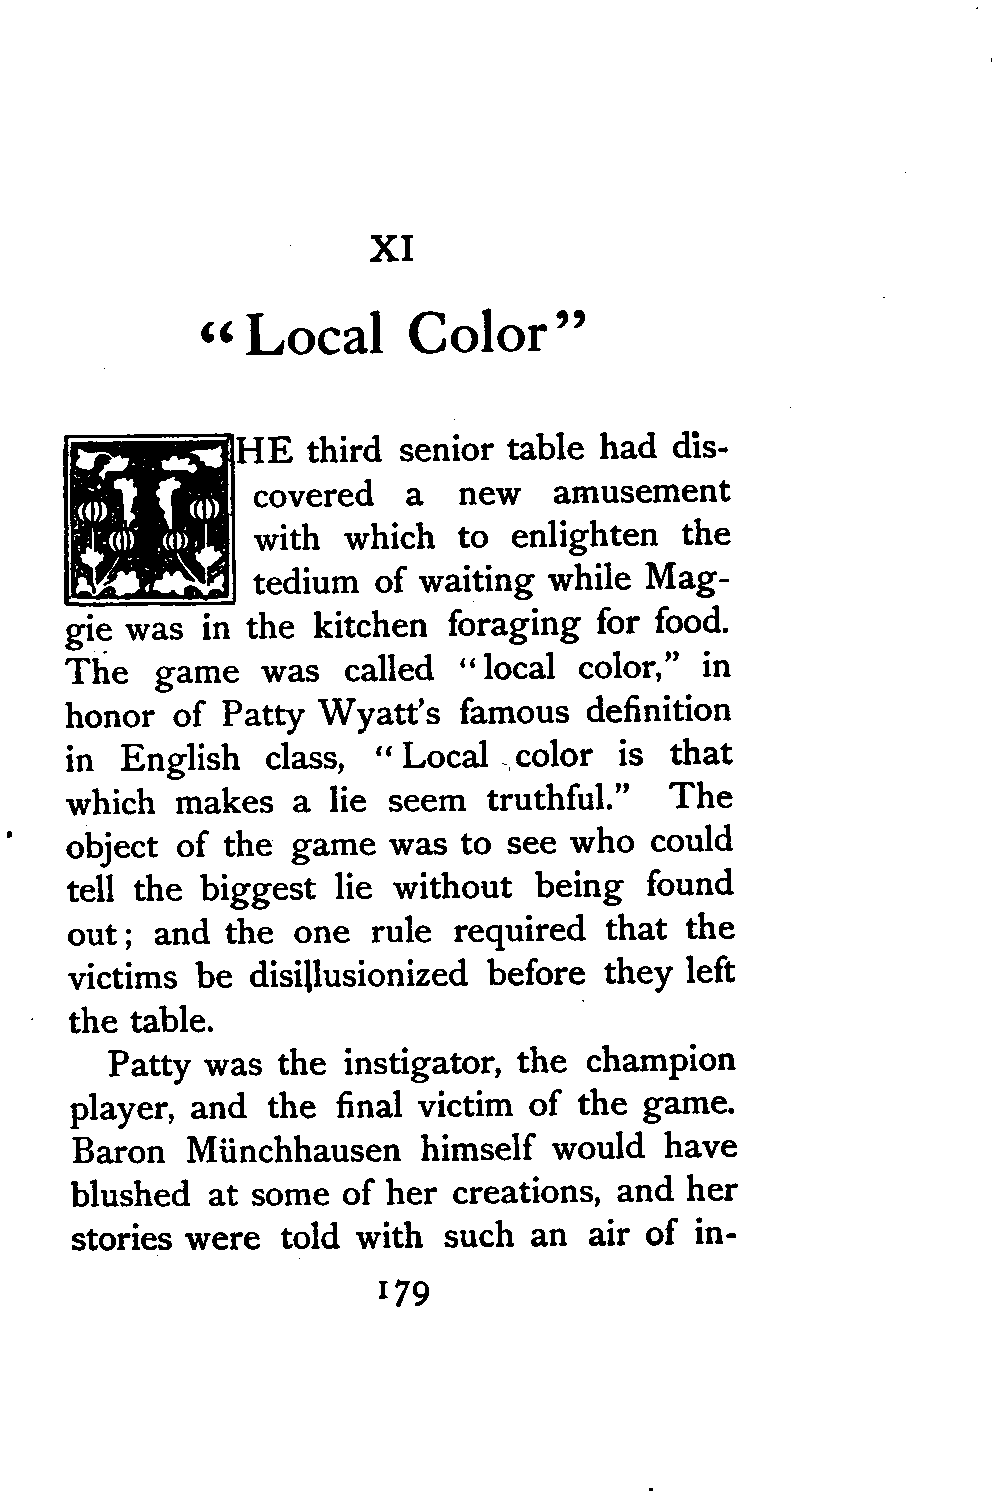 XI
"Local Color"
THE third senior table had dis-
covered a new amusement
with which to enlighten the
tedium of waiting while Mag-
gie was in the kitchen foraging for food.
The game was called "local color," in
honor of Patty Wyatt's famous definition
in English class, "Local color is that
which makes a lie seem truthful." The
object of the game was to see who could
tell the biggest lie without being found
out; and the one rule required that the
victims be disillusionized before they left
the table.
Patty was the instigator, the champion
player, and the final victim of the game.
Baron Münchhausen himself would have
blushed at some of her creations, and her
stories were told with such an air of in-
179